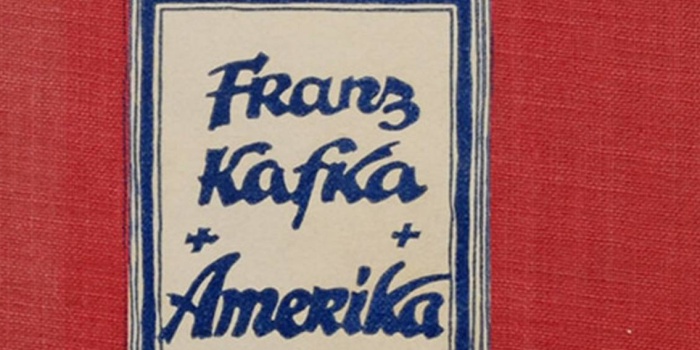 Franz
Kafka
+ +
Amerika